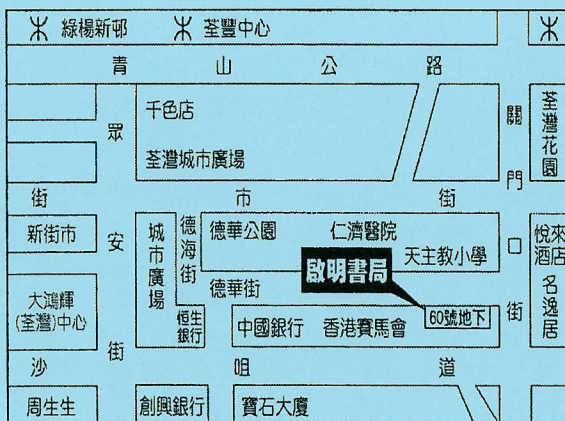 綠楊新邨 荃豐中心
青山公路
千色店
荃灣城市廣場
眾安街
關門口街
荃灣花園
街市街
新街市
城市廣場
德海街
德華公園
仁濟醫院
天主教小學
悅來酒店
名逸居
啟明書局
德華街
大鴻輝
(荃灣)中心
恒生銀行
中國銀行 香港賽馬會
60號地下
沙咀道
周生生
創興銀行
寶石大廈